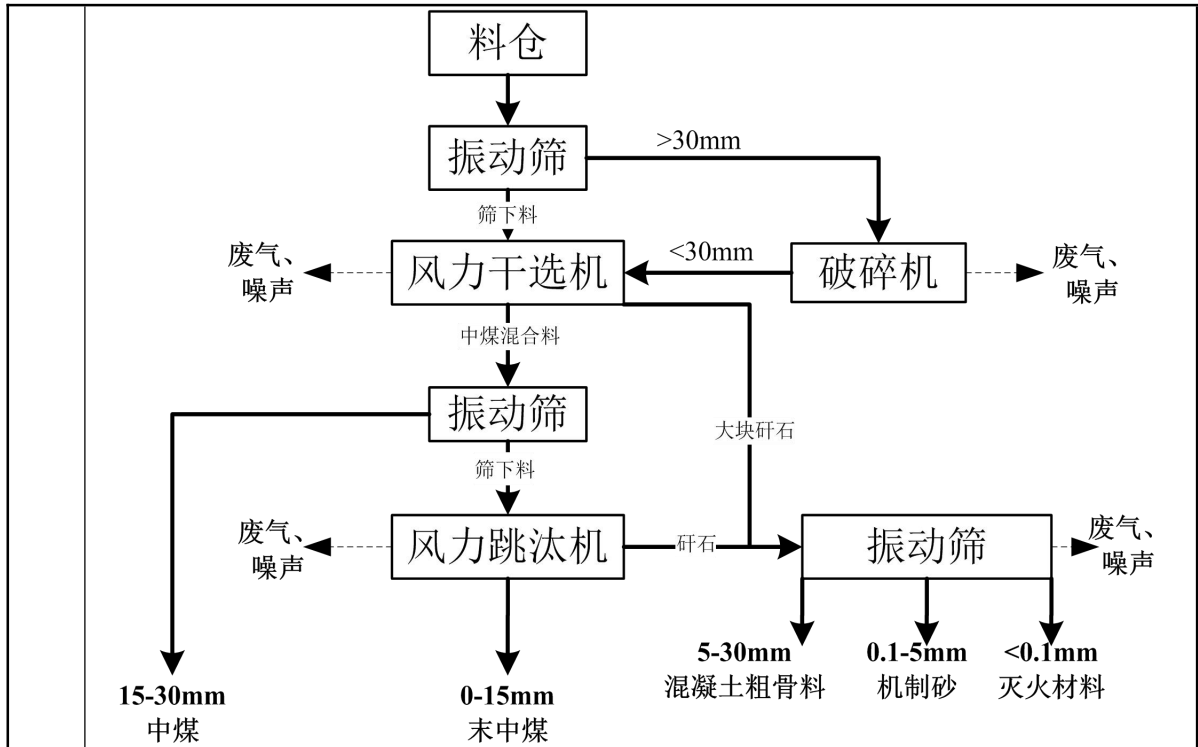 料仓
振动筛
>30mm
筛下料
废气、
噪声
风力干选机
<30mm
破碎机
废气、
噪声
中煤混合料
振动筛
大块矸石
筛下料
废气、
噪声
风力跳汰机
矸石
振动筛
废气、
噪声
15-30mm
中煤
0-15mm
末中煤
5-30mm
混凝土粗骨料
0.1-5mm
机制砂
<0.1mm
灭火材料